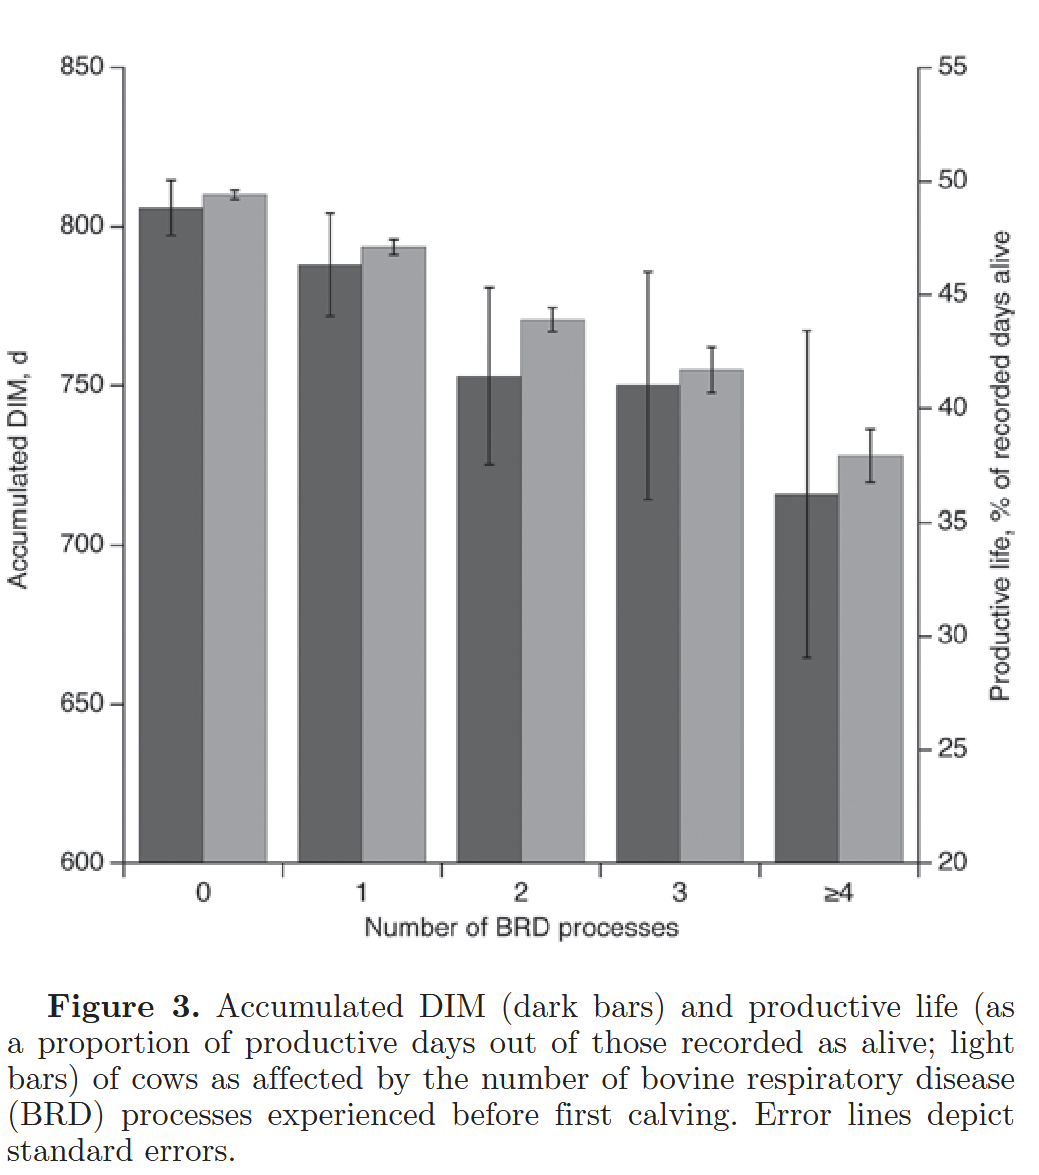 850
800
750
700
650
600
Accumulated DIM, d
55
50
45
40
35
30
25
20
Productive life, % of recorded days alive
0 1 2 3 ≥4
Number of BRD processes
Figure 3. Accumulated DIM (dark bars) and productive life (as
a proportion of productive days out of those recorded as alive; light
bars) of cows as affected by the number of bovine respiratory disease
(BRD) processes experienced before first calving. Error lines depict
standard errors.